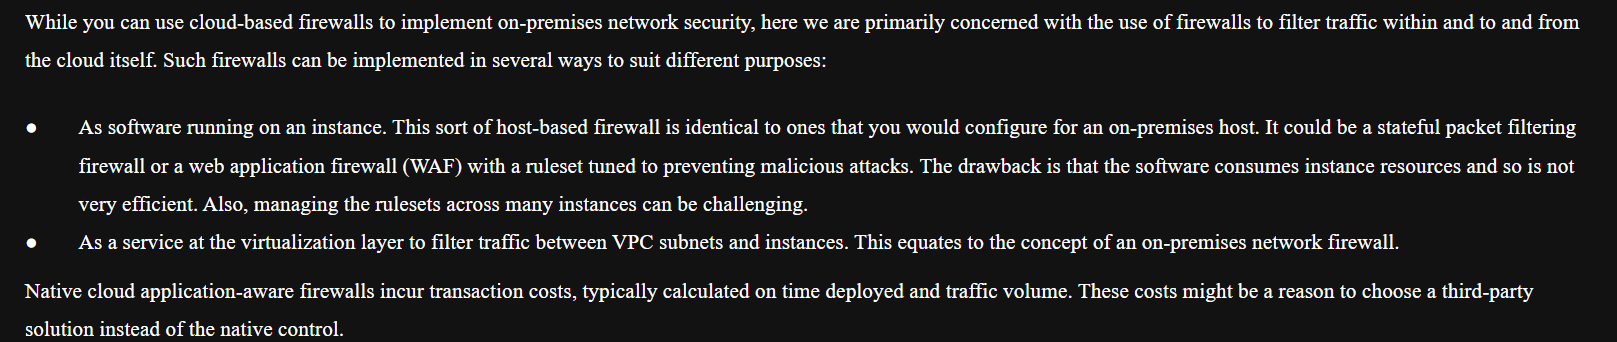 While you can use cloud-based firewalls to implement on-premises network security, here we are primarily concerned with the use of firewalls to filter traffic within and to and from
the cloud itself. Such firewalls can be implemented in several ways to suit different purposes:
● As software running on an instance. This sort of host-based firewall is identical to ones that you would configure for an on-premises host. It could be a stateful packet filtering
firewall or a web application firewall (WAF) with a ruleset tuned to preventing malicious attacks. The drawback is that the software consumes instance resources and so is not
very efficient. Also, managing the rulesets across many instances can be challenging.
● As a service at the virtualization layer to filter traffic between VPC subnets and instances. This equates to the concept of an on-premises network firewall.
Native cloud application-aware firewalls incur transaction costs, typically calculated on time deployed and traffic volume. These costs might be a reason to choose a third-party
solution instead of the native control.